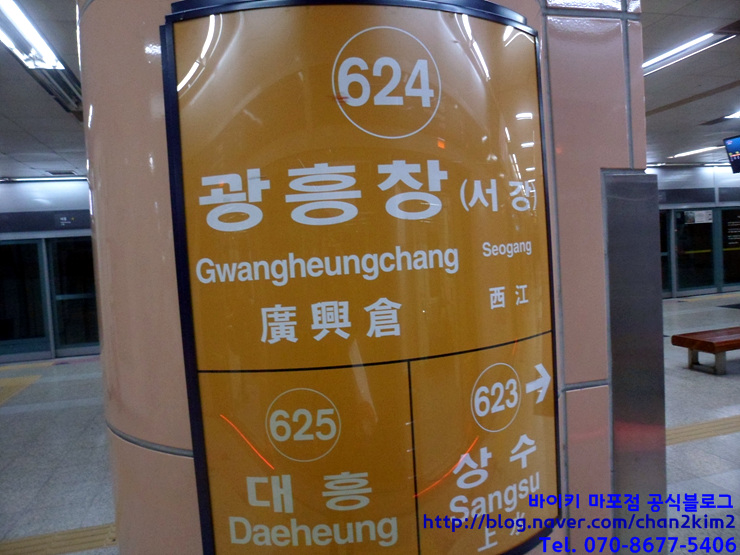 624
광흥창 (서강)
Gwangheungchang Seogang
廣興倉 西江
625
대흥
Daeheung
623
상수
Sangsu
上水
바이키 마포점 공식블로그
http://blog.naver.com/chan2kim2
Tel. 070-8677-5406